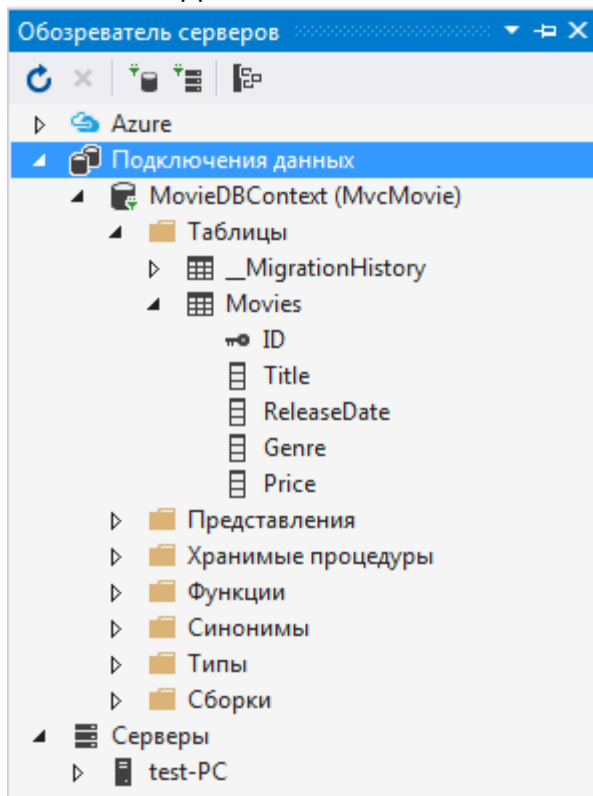 Обозреватель серверов
Azure
Подключения данных
MovieDBContext (MvcMovie)
Таблицы
__MigrationHistory
Movies
ID
Title
ReleaseDate
Genre
Price
Представления
Хранимые процедуры
Функции
Синонимы
Типы
Сборки
Серверы
test-PC